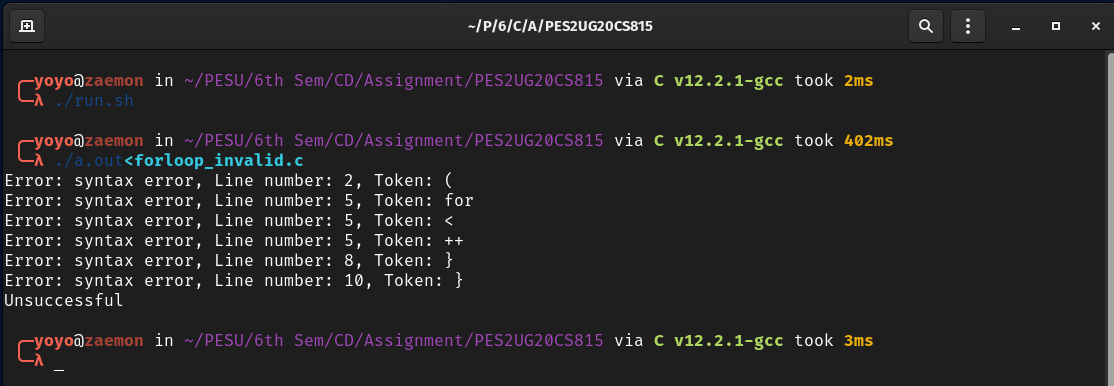 ~/P/6/C/A/PES2UG20CS815
yoyo@zaemon in ~/PESU/6th Sem/CD/Assignment/PES2UG20CS815 via C v12.2.1-gcc took 2ms
λ ./run.sh
yoyo@zaemon in ~/PESU/6th Sem/CD/Assignment/PES2UG20CS815 via C v12.2.1-gcc took 402ms
λ ./a.out<forloop_invalid.c
Error: syntax error, Line number: 2, Token: (
Error: syntax error, Line number: 5, Token: for
Error: syntax error, Line number: 5, Token: <
Error: syntax error, Line number: 5, Token: ++
Error: syntax error, Line number: 8, Token: }
Error: syntax error, Line number: 10, Token: }
Unsuccessful
yoyo@zaemon in ~/PESU/6th Sem/CD/Assignment/PES2UG20CS815 via C v12.2.1-gcc took 3ms
λ _